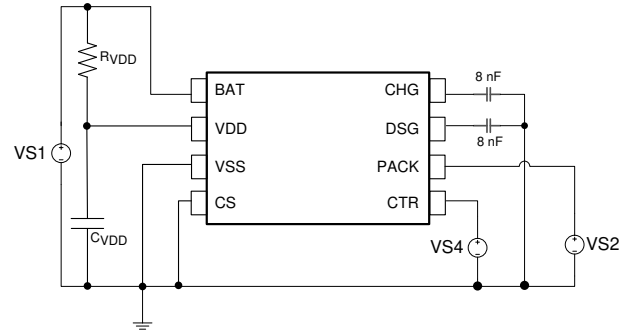 8 nF
RVDD
BAT
CHG
VDD
DSG
8 nF
VS1
VSS
PACK
CS
CTR
CVDD
VS4
VS2